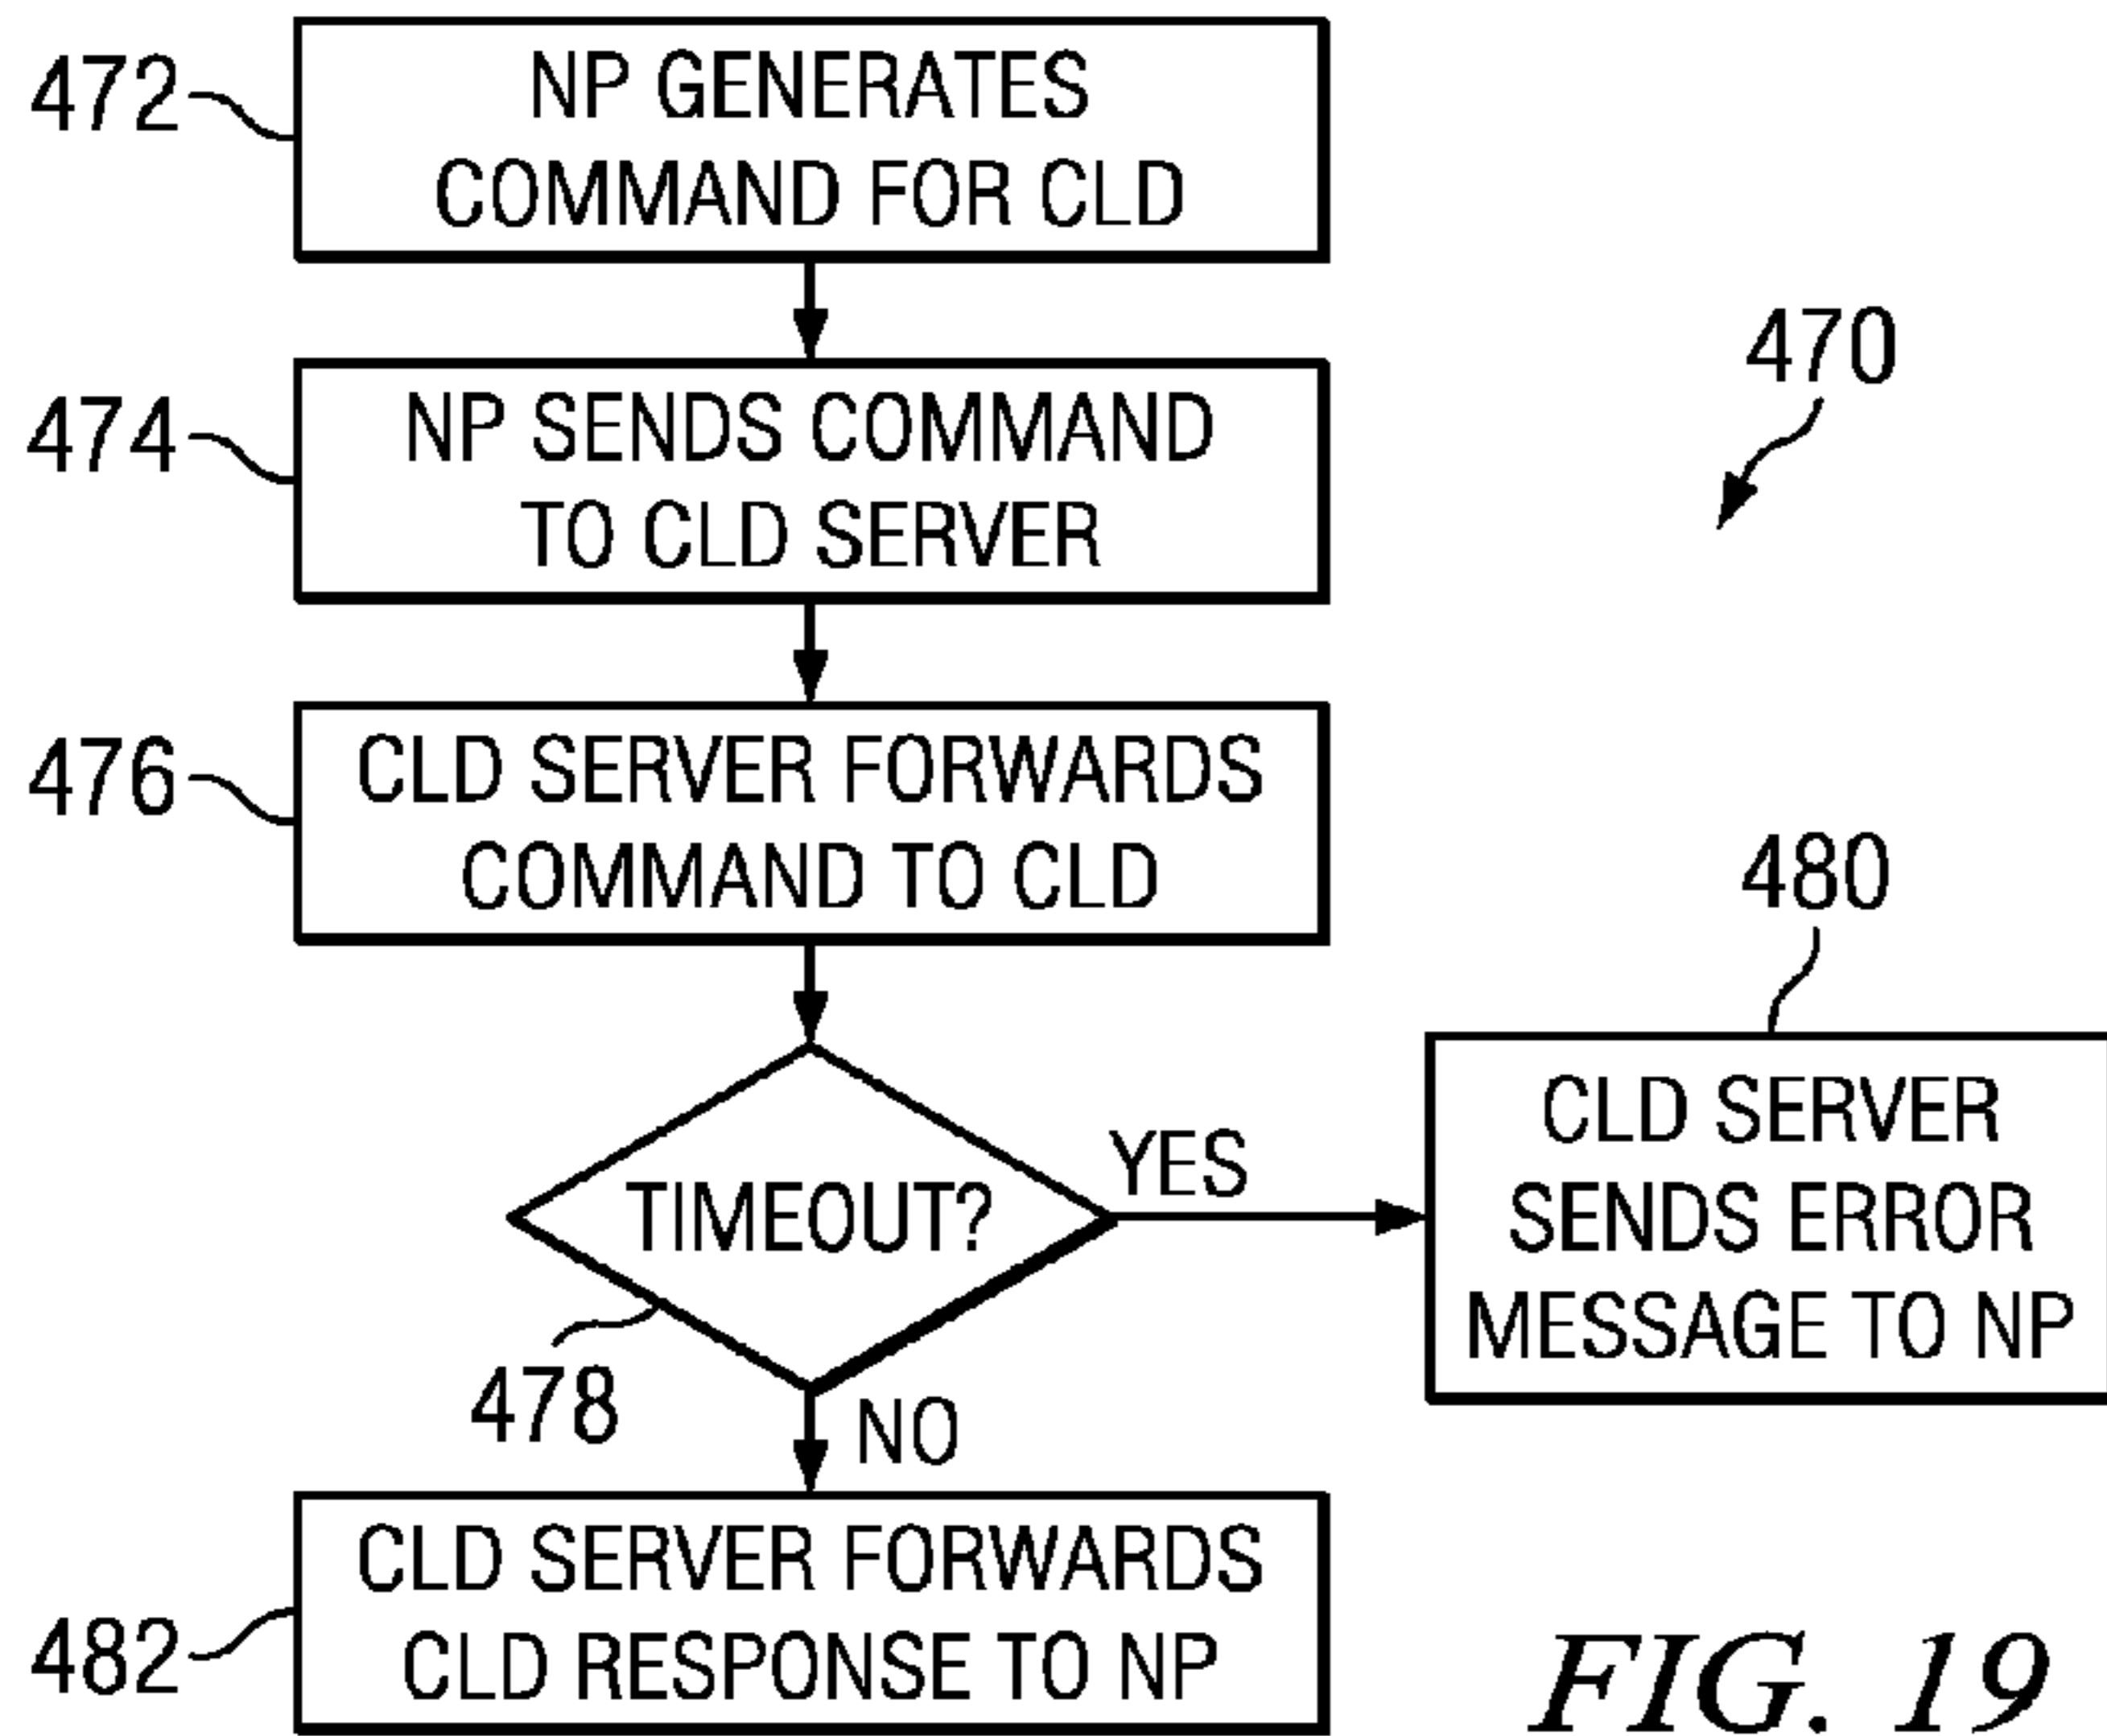 472
NP GENERATES
COMMAND FOR CLD
474
NP SENDS COMMAND
TO CLD SERVER
470
476
CLD SERVER FORWARDS
COMMAND TO CLD
480
TIMEOUT?
YES
CLD SERVER
SENDS ERROR
MESSAGE TO NP
478
NO
482
CLD SERVER FORWARDS
CLD RESPONSE TO NP
FIG. 19